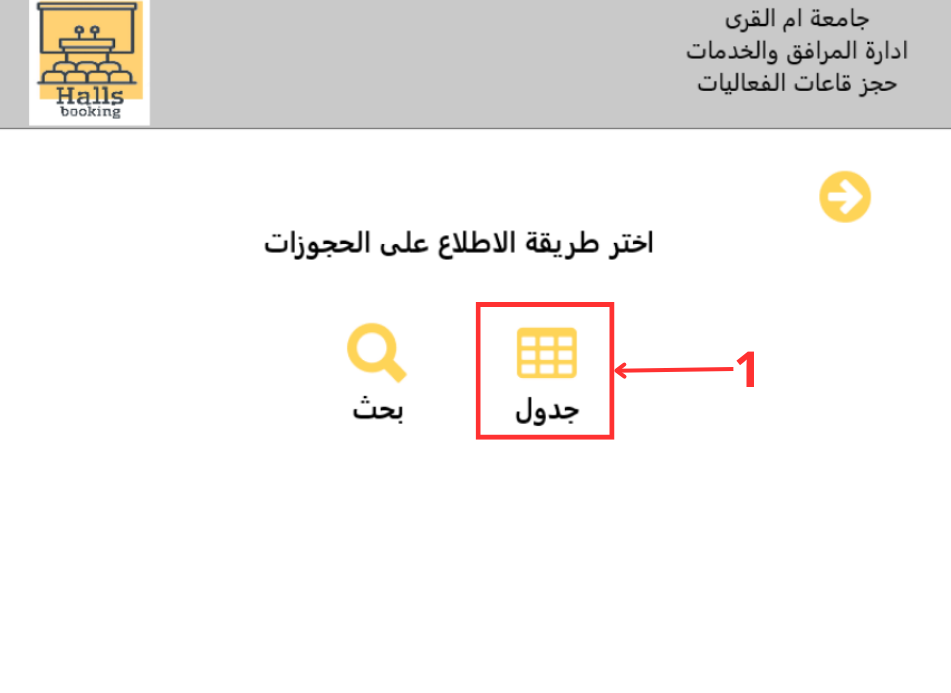 جامعة ام القرى
ادارة المرافق والخدمات
حجز قاعات الفعاليات
Halls
booking
اختر طريقة الاطلاع على الحجوزات
جدول
بحث
1